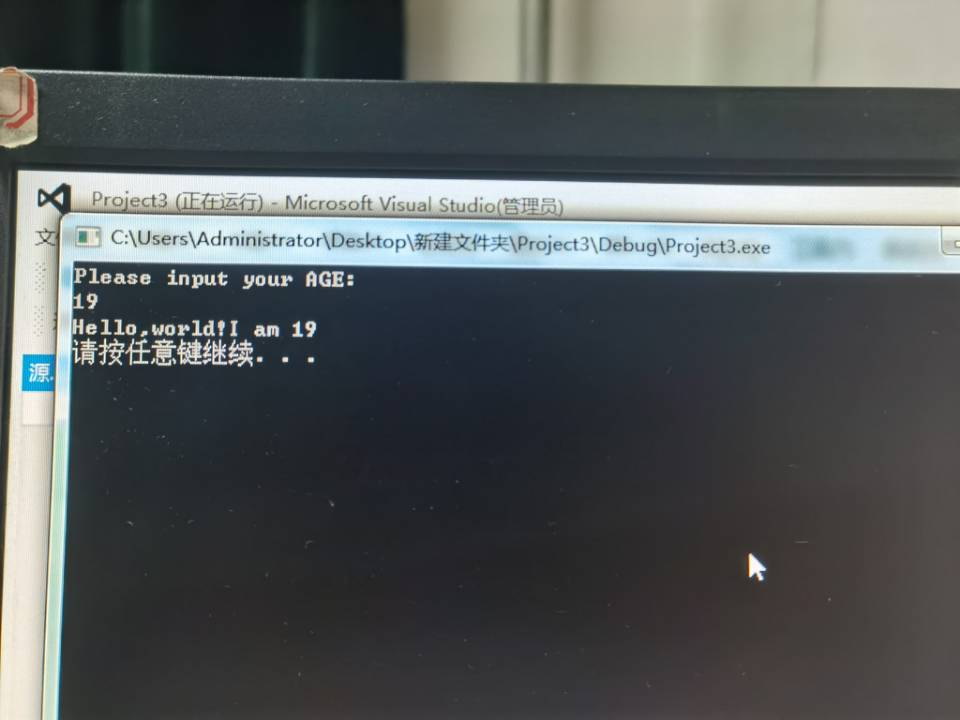 Project3 (正在运行) - Microsoft Visual Studio(管理员)
文
C:\Users\Administrator\Desktop\新建文件夹\Project3\Debug\Project3.exe
Please input your AGE:
19
Hello,world!I am 19
请按任意键继续. . .
源